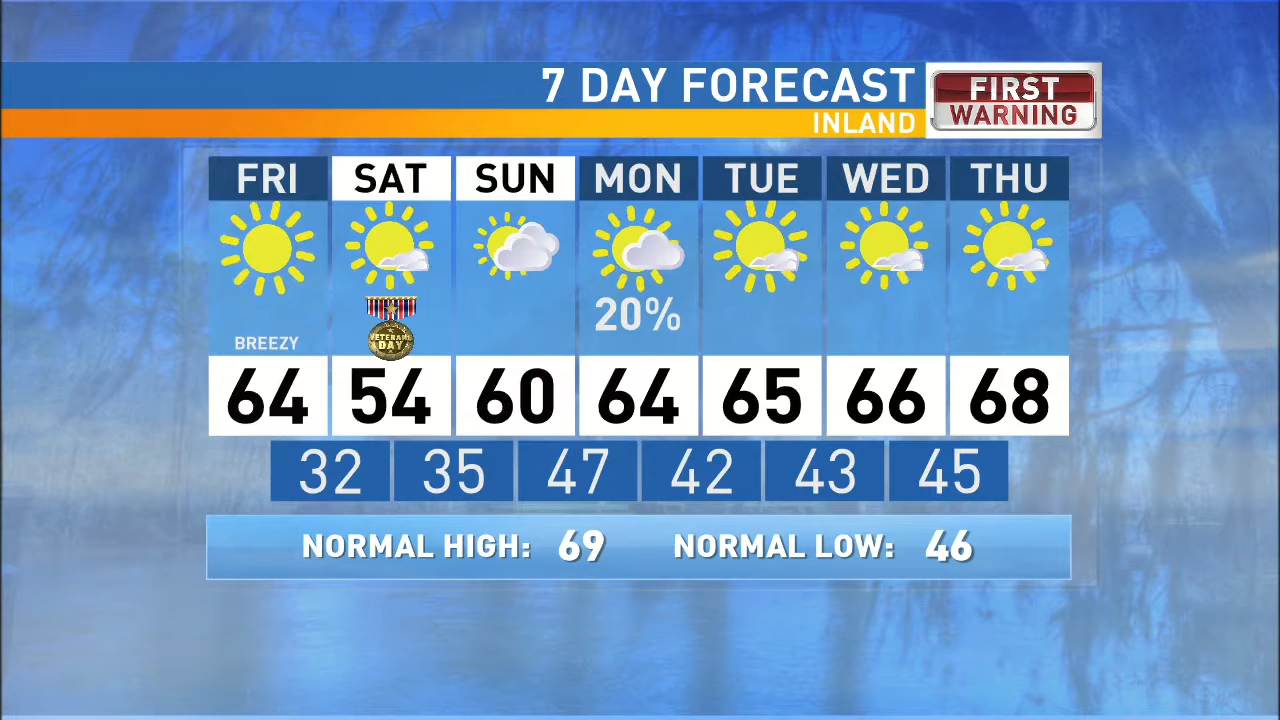 7 DAY FORECAST
INLAND
FIRST
WARNING
FRI SAT SUN MON TUE WED THU
20%
BREEZY
VETERANS
DAY
64 54 60 64 65 66 68
32 35 47 42 43 45
NORMAL HIGH: 69 NORMAL LOW: 46